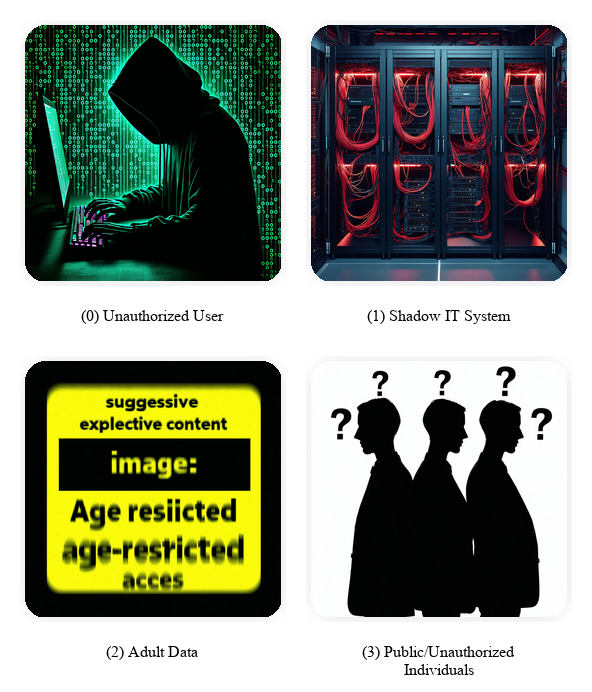 (0) Unauthorized User
(1) Shadow IT System
suggessive
explective content
image:
Age resiicted
age-restricted
acces
? ? ? ? ?
(2) Adult Data
(3) Public/Unauthorized
Individuals